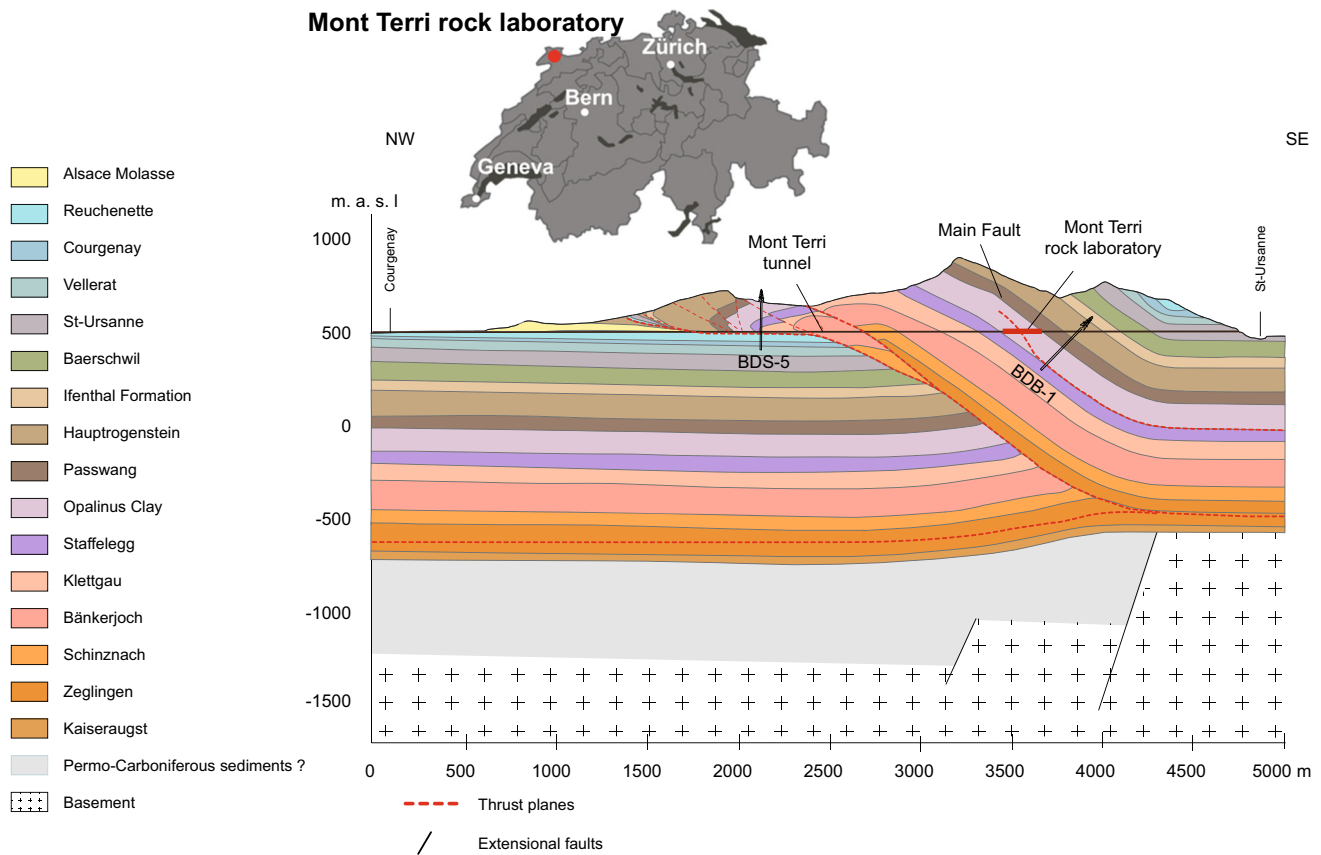 Mont Terri rock laboratory
Zürich
Bern
Geneva
NW
SE
Alsace Molasse
Reuchenette
Courgenay
Vellerat
St-Ursanne
Baerschwil
Ifenthal Formation
Hauptrogenstein
Passwang
Opalinus Clay
Staffelegg
Klettgau
Bänkerjoch
Schinznach
Zeglingen
Kaiseraugst
Permo-Carboniferous sediments ?
Basement
m. a. s. l
1000
500
0
-500
-1000
-1500
Courgenay
Mont Terri
tunnel
Main Fault
Mont Terri
rock laboratory
St-Ursanne
BDS-5
BDB-1
0 500 1000 1500 2000 2500 3000 3500 4000 4500 5000 m
Thrust planes
Extensional faults